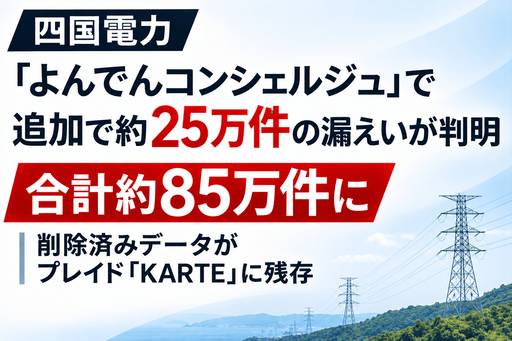 四国電力
「よんでんコンシェルジュ」で
追加で約25万件の漏えいが判明
合計約85万件に
削除済みデータが
プレイド「KARTE」に残存